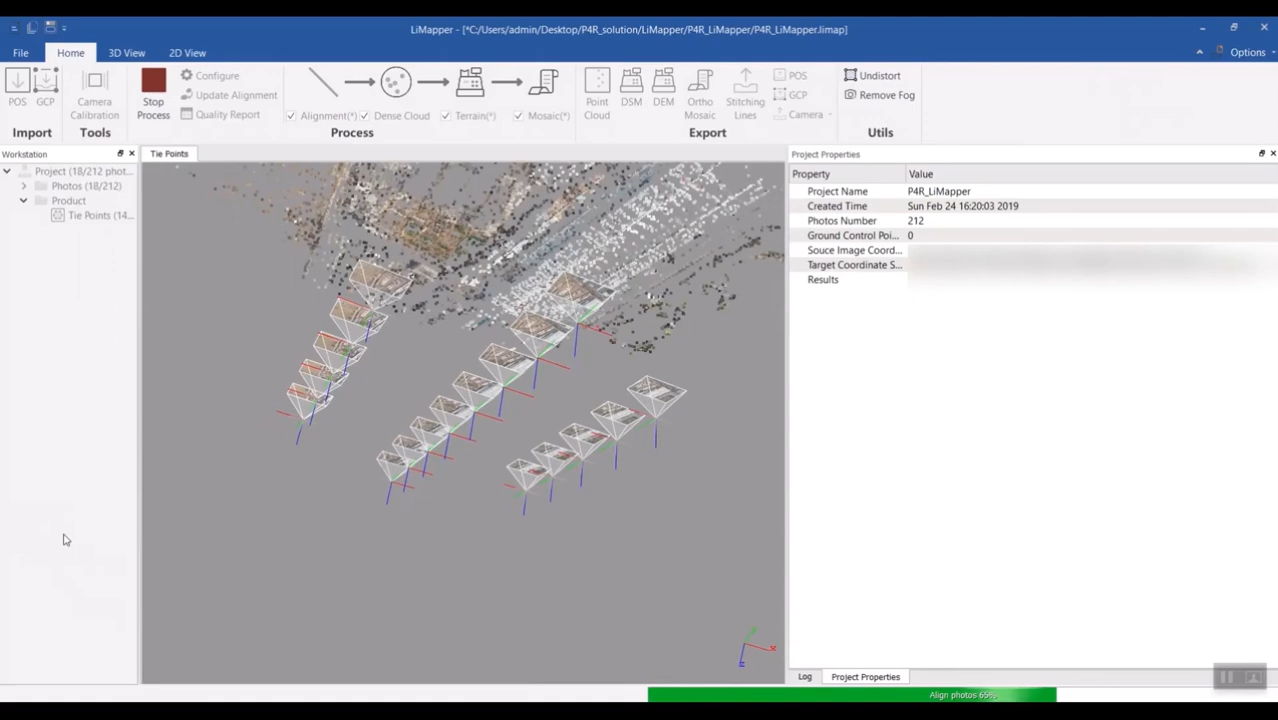 LiMapper - [*C:/Users/admin/Desktop/P4R_solution/LiMapper/P4R_LiMapper/P4R_LiMapper.limap]
File Home 3D View 2D View Options
POS GCP
Import
Camera Calibration
Tools
Stop Process
Configure
Update Alignment
Quality Report
Alignment(*) Dense Cloud Terrain(*) Mosaic(*)
Process
Point Cloud
DSM
DEM
Ortho Mosaic
Stitching Lines
POS
GCP
Camera
Export
Undistort
Remove Fog
Utils
Workstation
Project (18/212 phot...
Photos (18/212)
Product
Tie Points (14...
Tie Points
Project Properties
Property Value
Project Name P4R_LiMapper
Created Time Sun Feb 24 16:20:03 2019
Photos Number 212
Ground Control Poi... 0
Souce Image Coord...
Target Coordinate S...
Results
Log Project Properties
Align photos 65%